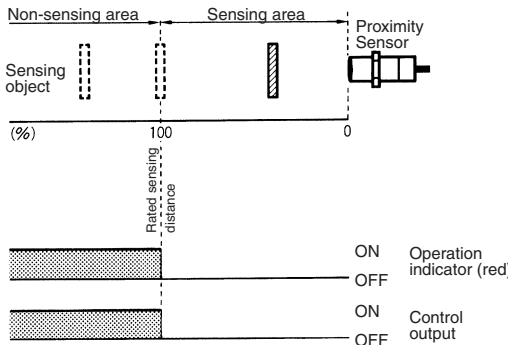 Non-sensing area
Sensing area
Proximity
Sensor
Sensing
object
(%)
100
0
Rated sensing
distance
ON
OFF
Operation
indicator (red)
ON
OFF
Control
output